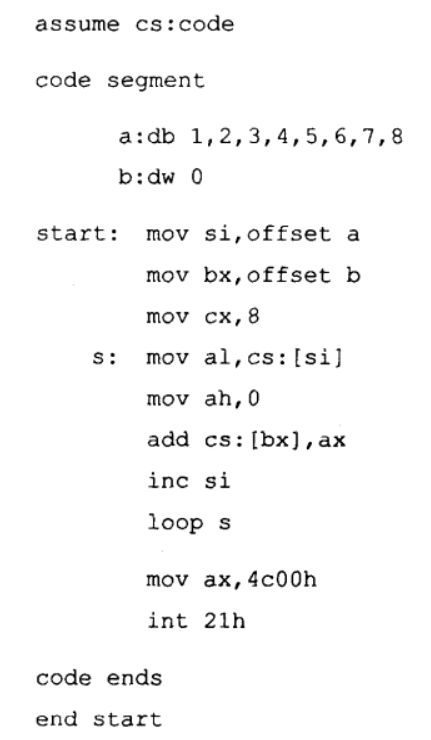 assume cs:code
code segment
a:db 1,2,3,4,5,6,7,8
b:dw 0
start: mov si,offset a
mov bx,offset b
mov cx,8
s: mov al,cs:[si]
mov ah,0
add cs:[bx],ax
inc si
loop s
mov ax,4c00h
int 21h
code ends
end start